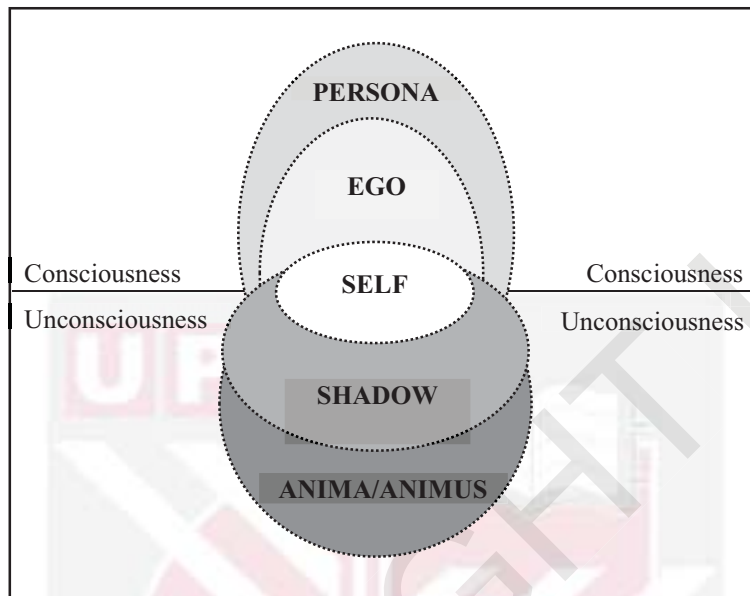 PERSONA
EGO
Consciousness
SELF
Consciousness
Unconsciousness
Unconsciousness
SHADOW
ANIMA/ANIMUS